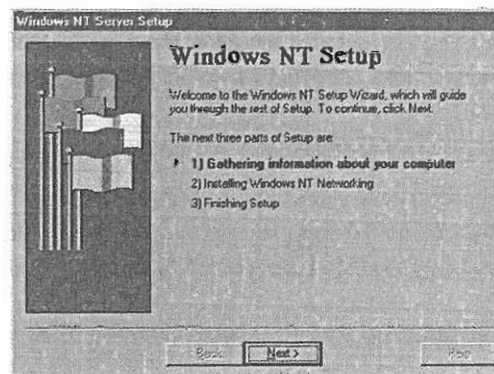 Windows NT Server Setup
Windows NT Setup
Welcome to the Windows NT Setup Wizard, which will guide
you through the rest of Setup. To continue, click Next.
The next three parts of Setup are:
1) Gathering information about your computer
2) Installing Windows NT Networking
3) Finishing Setup
Back Next > Help